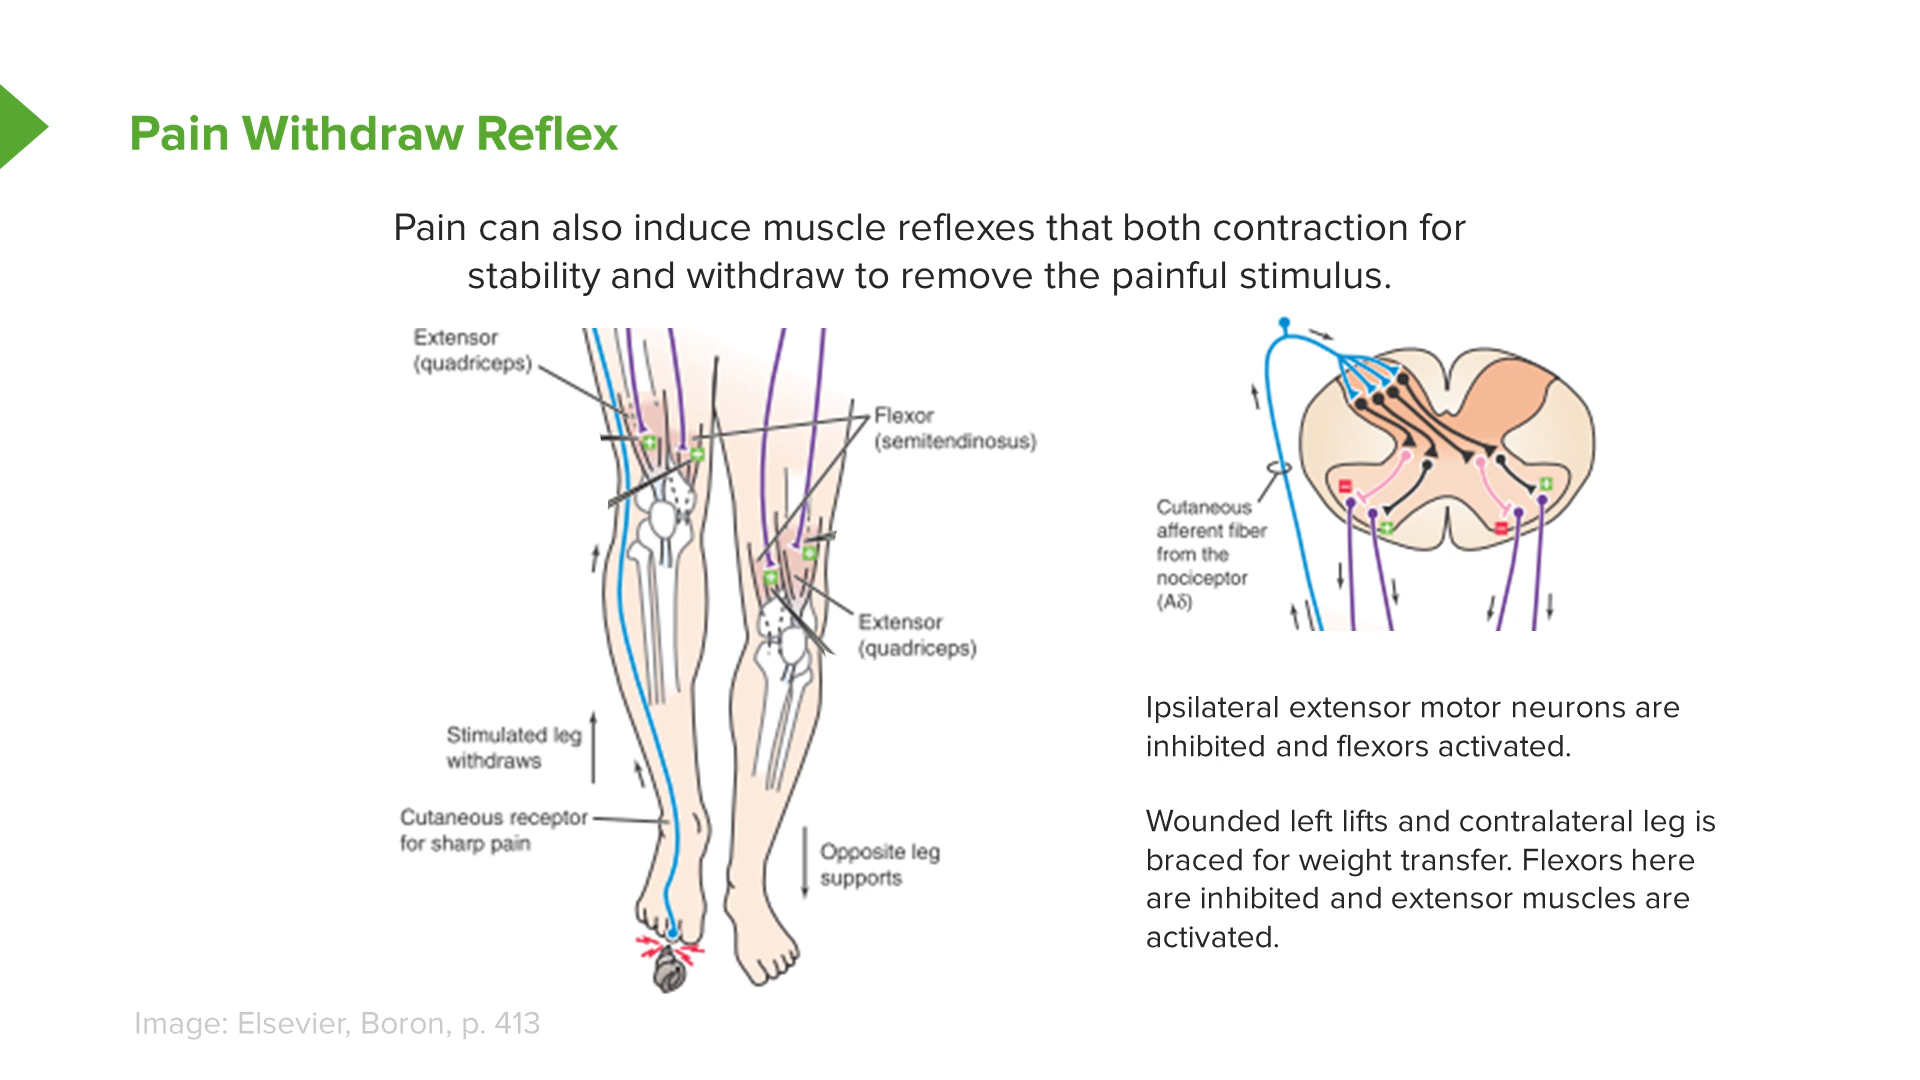 Pain Withdraw Reflex
Pain can also induce muscle reflexes that both contraction for
stability and withdraw to remove the painful stimulus.
Extensor
(quadriceps)
Flexor
(semitendinosus)
Extensor
(quadriceps)
Stimulated leg
withdraws
Cutaneous receptor
for sharp pain
Opposite leg
supports
Cutaneous
afferent fiber
from the
nociceptor
(Aδ)
Ipsilateral extensor motor neurons are
inhibited and flexors activated.
Wounded left lifts and contralateral leg is
braced for weight transfer. Flexors here
are inhibited and extensor muscles are
activated.
Image: Elsevier, Boron, p. 413